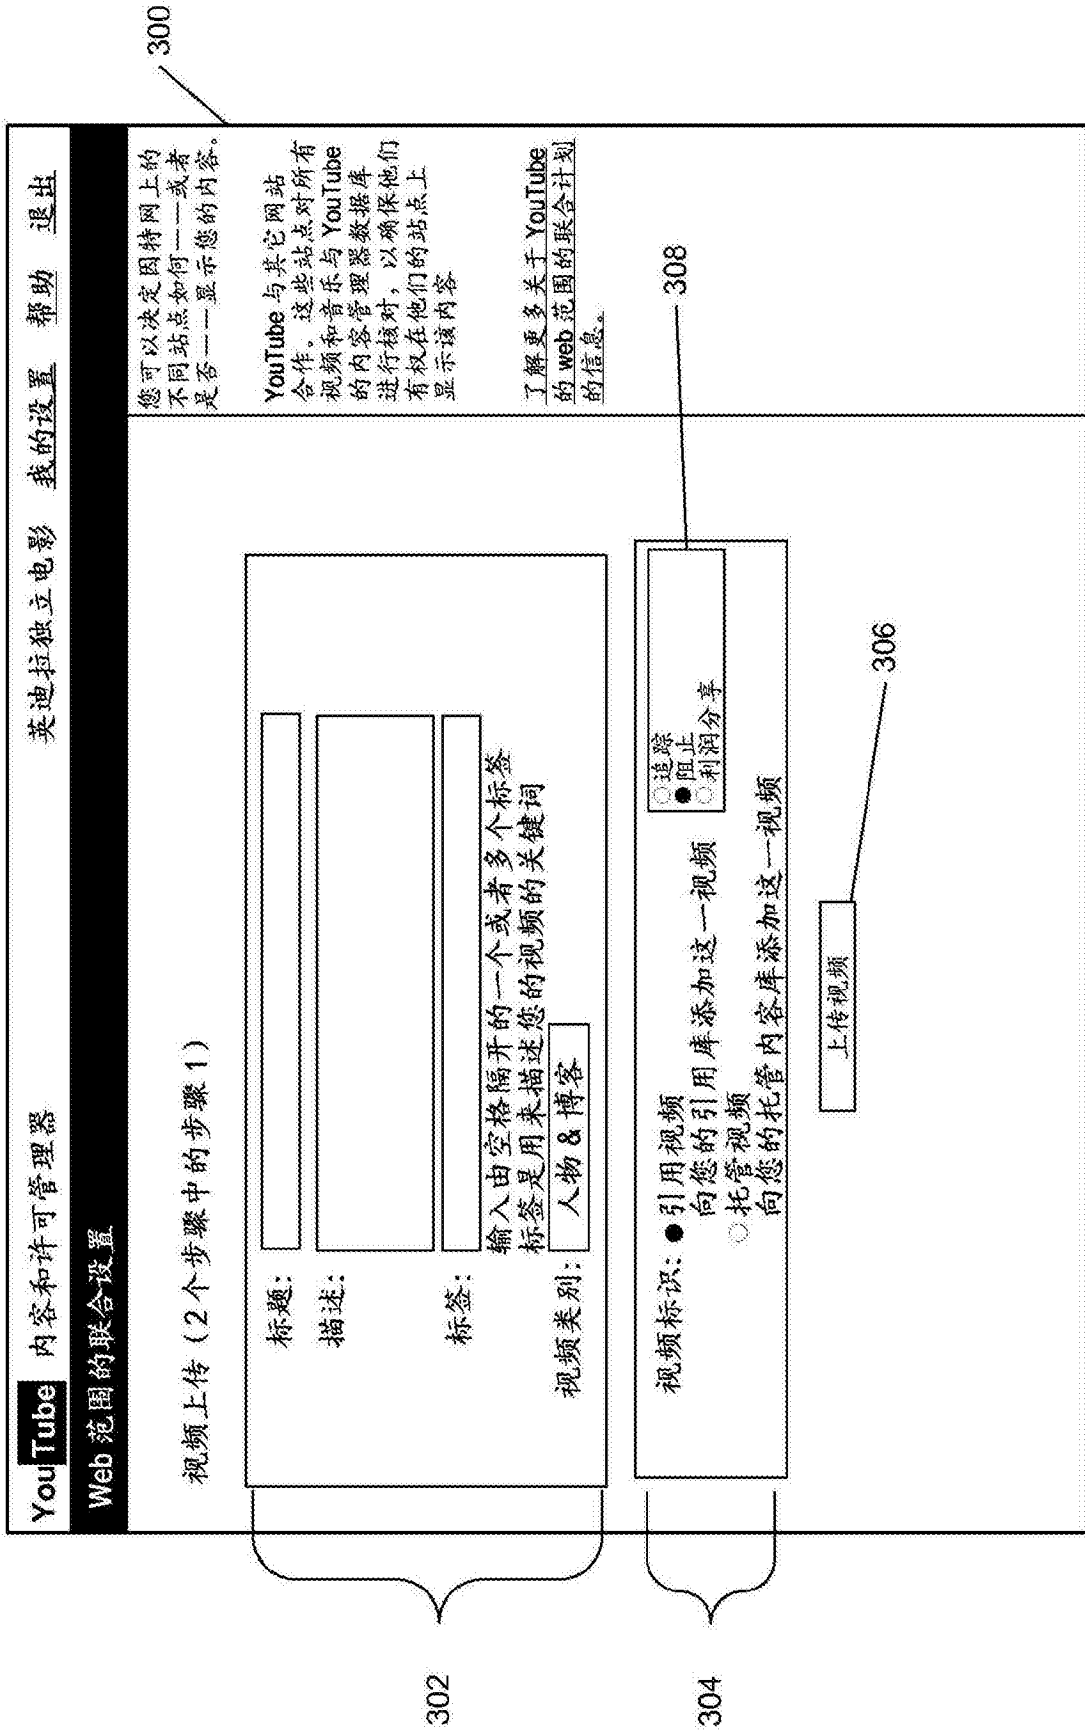 YouTube 内容和许可管理器 英迪拉独立电影 我的设置 帮助 退出
Web 范围的联合设置
视频上传（2个步骤中的步骤1）
标题：
描述：
标签：
输入由空格隔开的一个或者多个标签
标签是用来描述您的视频的关键词
视频类别： 人物 & 博客
视频标识： 引用视频
向您的引用库添加这一视频
托管视频
向您的托管内容库添加这一视频
追踪
阻止
利润分享
上传视频
您可以决定因特网上的
不同站点如何——或者
是否——显示您的内容。
YouTube 与其它网站
合作。这些站点对所有
视频和音乐与 YouTube
的内容管理器数据库
进行核对，以确保他们
有权在他们的站点上
显示该内容
了解更多关于 YouTube
的 web 范围的联合计划
的信息。
300
302
304
306
308